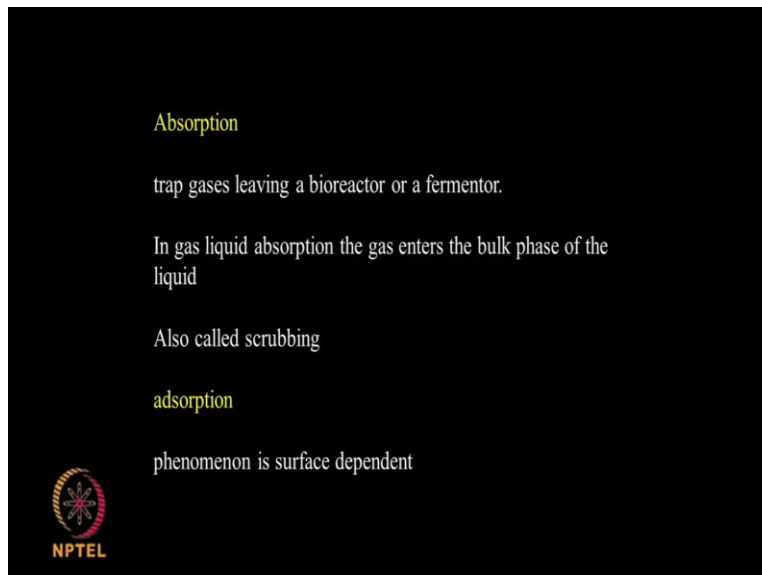 Absorption
trap gases leaving a bioreactor or a fermentor.
In gas liquid absorption the gas enters the bulk phase of the
liquid
Also called scrubbing
adsorption
phenomenon is surface dependent
NPTEL